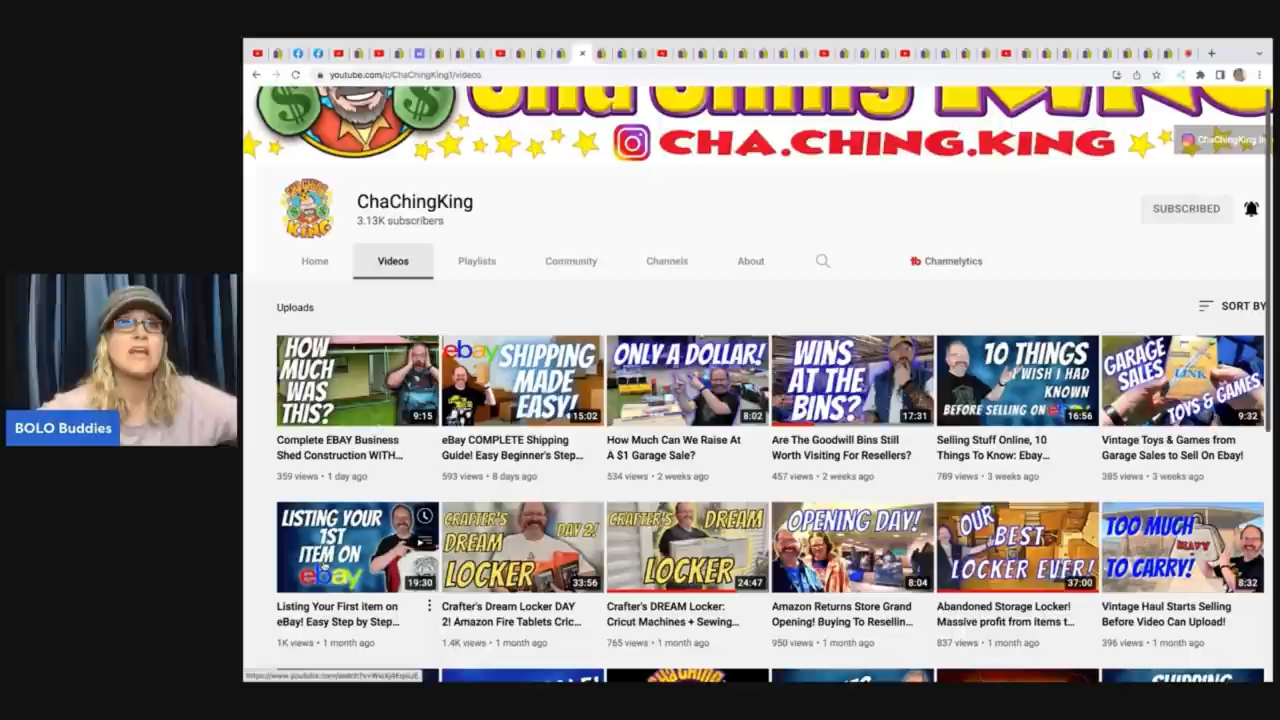 youtube.com/c/ChaChingKing1/videos
CHA.CHING.KING
ChaChingKing
ChaChingKing
3.13K subscribers
SUBSCRIBED
Home
Videos
Playlists
Community
Channels
About
tb Channelytics
Uploads
SORT BY
HOW MUCH WAS THIS?
9:15
ebay SHIPPING MADE EASY!
15:02
ONLY A DOLLAR!
8:02
WINS AT THE BINS?
17:31
10 THINGS I WISH I HAD KNOWN BEFORE SELLING ON
16:56
GARAGE SALES TOYS & GAMES
LINK
9:32
Complete EBAY Business
Shed Construction WITH...
359 views • 1 day ago
eBay COMPLETE Shipping
Guide! Easy Beginner's Step...
593 views • 8 days ago
How Much Can We Raise At
A $1 Garage Sale?
534 views • 2 weeks ago
Are The Goodwill Bins Still
Worth Visiting For Resellers?
457 views • 2 weeks ago
Selling Stuff Online, 10
Things To Know: Ebay...
789 views • 3 weeks ago
Vintage Toys & Games from
Garage Sales to Sell On Ebay!
385 views • 3 weeks ago
BOLO Buddies
LISTING YOUR 1ST ITEM ON ebay
19:30
CRAFTER'S DREAM LOCKER DAY 2!
33:56
CRAFTER'S DREAM LOCKER
24:47
OPENING DAY!
8:04
OUR BEST LOCKER EVER!
37:00
TOO MUCH HEAVY TO CARRY!
8:32
Listing Your First item on
eBay! Easy Step by Step...
1K views • 1 month ago
Crafter's Dream Locker DAY
2! Amazon Fire Tablets Cric...
1.4K views • 1 month ago
Crafter's DREAM Locker:
Cricut Machines + Sewing...
765 views • 1 month ago
Amazon Returns Store Grand
Opening! Buying To Resellin...
950 views • 1 month ago
Abandoned Storage Locker!
Massive profit from items t...
837 views • 1 month ago
Vintage Haul Starts Selling
Before Video Can Upload!
396 views • 1 month ago